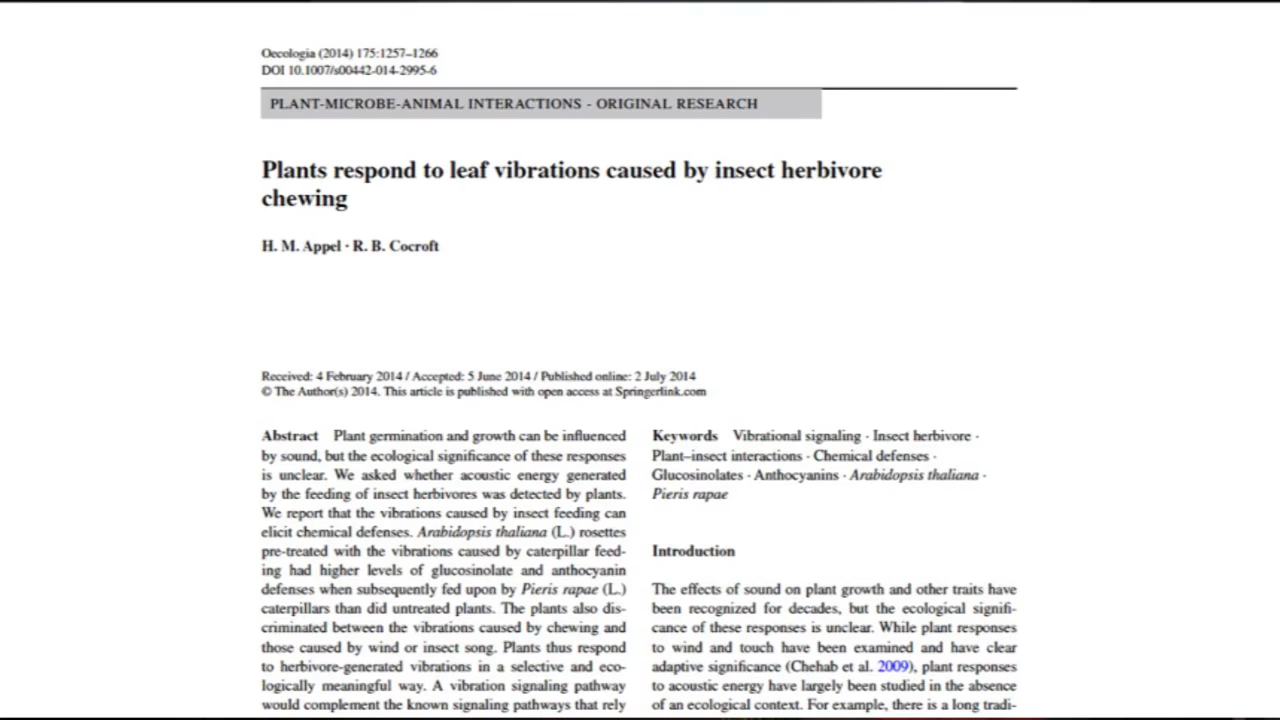 Oecologia (2014) 175:1257–1266
DOI 10.1007/s00442-014-2995-6
PLANT-MICROBE-ANIMAL INTERACTIONS - ORIGINAL RESEARCH
Plants respond to leaf vibrations caused by insect herbivore
chewing
H. M. Appel · R. B. Cocroft
Received: 4 February 2014 / Accepted: 5 June 2014 / Published online: 2 July 2014
© The Author(s) 2014. This article is published with open access at Springerlink.com
Abstract Plant germination and growth can be influenced
by sound, but the ecological significance of these responses
is unclear. We asked whether acoustic energy generated
by the feeding of insect herbivores was detected by plants.
We report that the vibrations caused by insect feeding can
elicit chemical defenses. Arabidopsis thaliana (L.) rosettes
pre-treated with the vibrations caused by caterpillar feed-
ing had higher levels of glucosinolate and anthocyanin
defenses when subsequently fed upon by Pieris rapae (L.)
caterpillars than did untreated plants. The plants also dis-
criminated between the vibrations caused by chewing and
those caused by wind or insect song. Plants thus respond
to herbivore-generated vibrations in a selective and eco-
logically meaningful way. A vibration signaling pathway
would complement the known signaling pathways that rely
Keywords Vibrational signaling · Insect herbivore ·
Plant–insect interactions · Chemical defenses ·
Glucosinolates · Anthocyanins · Arabidopsis thaliana ·
Pieris rapae
Introduction
The effects of sound on plant growth and other traits have
been recognized for decades, but the ecological signifi-
cance of these responses is unclear. While plant responses
to wind and touch have been examined and have clear
adaptive significance (Chehab et al. 2009), plant responses
to acoustic energy have largely been studied in the absence
of an ecological context. For example, there is a long tradi-